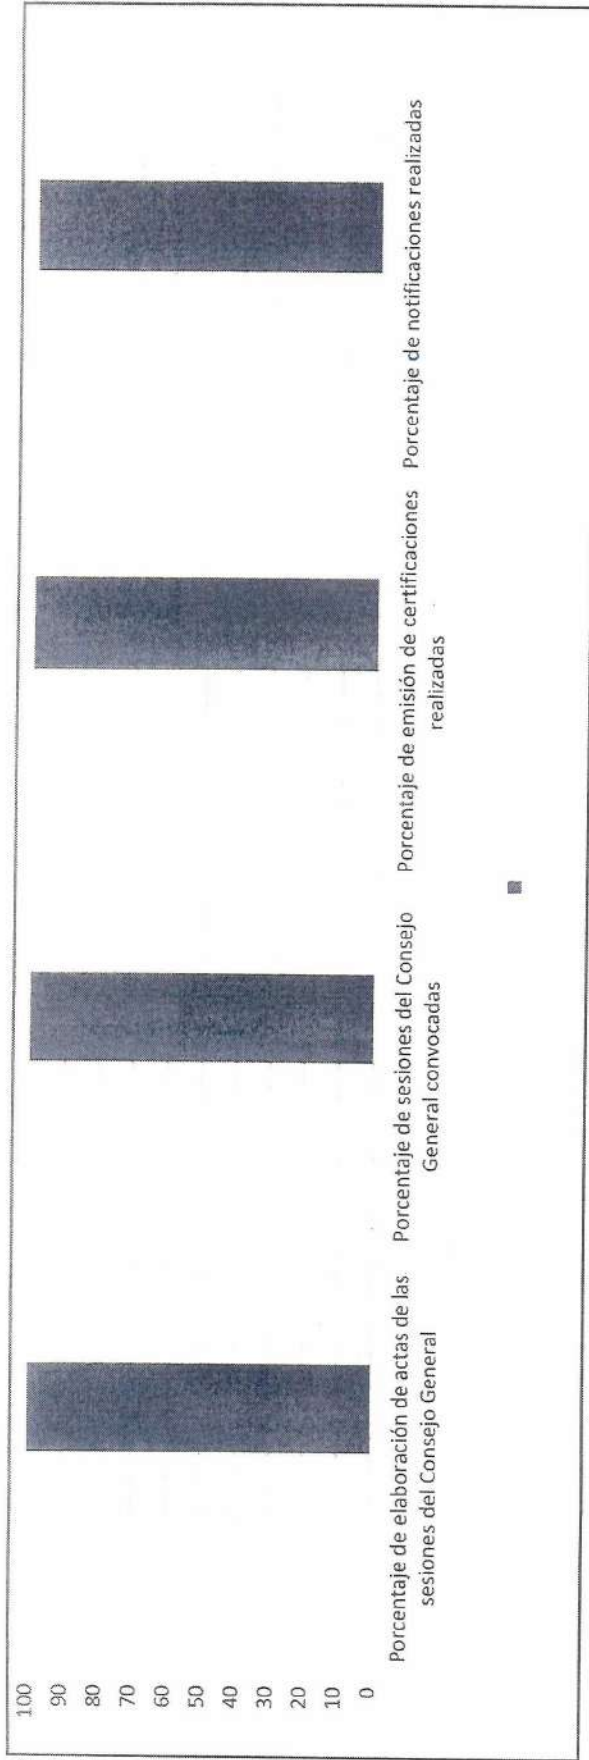 100
90
80
70
60
50
40
30
20
10
0
Porcentaje de elaboración de actas de las
sesiones del Consejo General
Porcentaje de sesiones del Consejo
General convocadas
Porcentaje de emisión de certificaciones
realizadas
Porcentaje de notificaciones realizadas